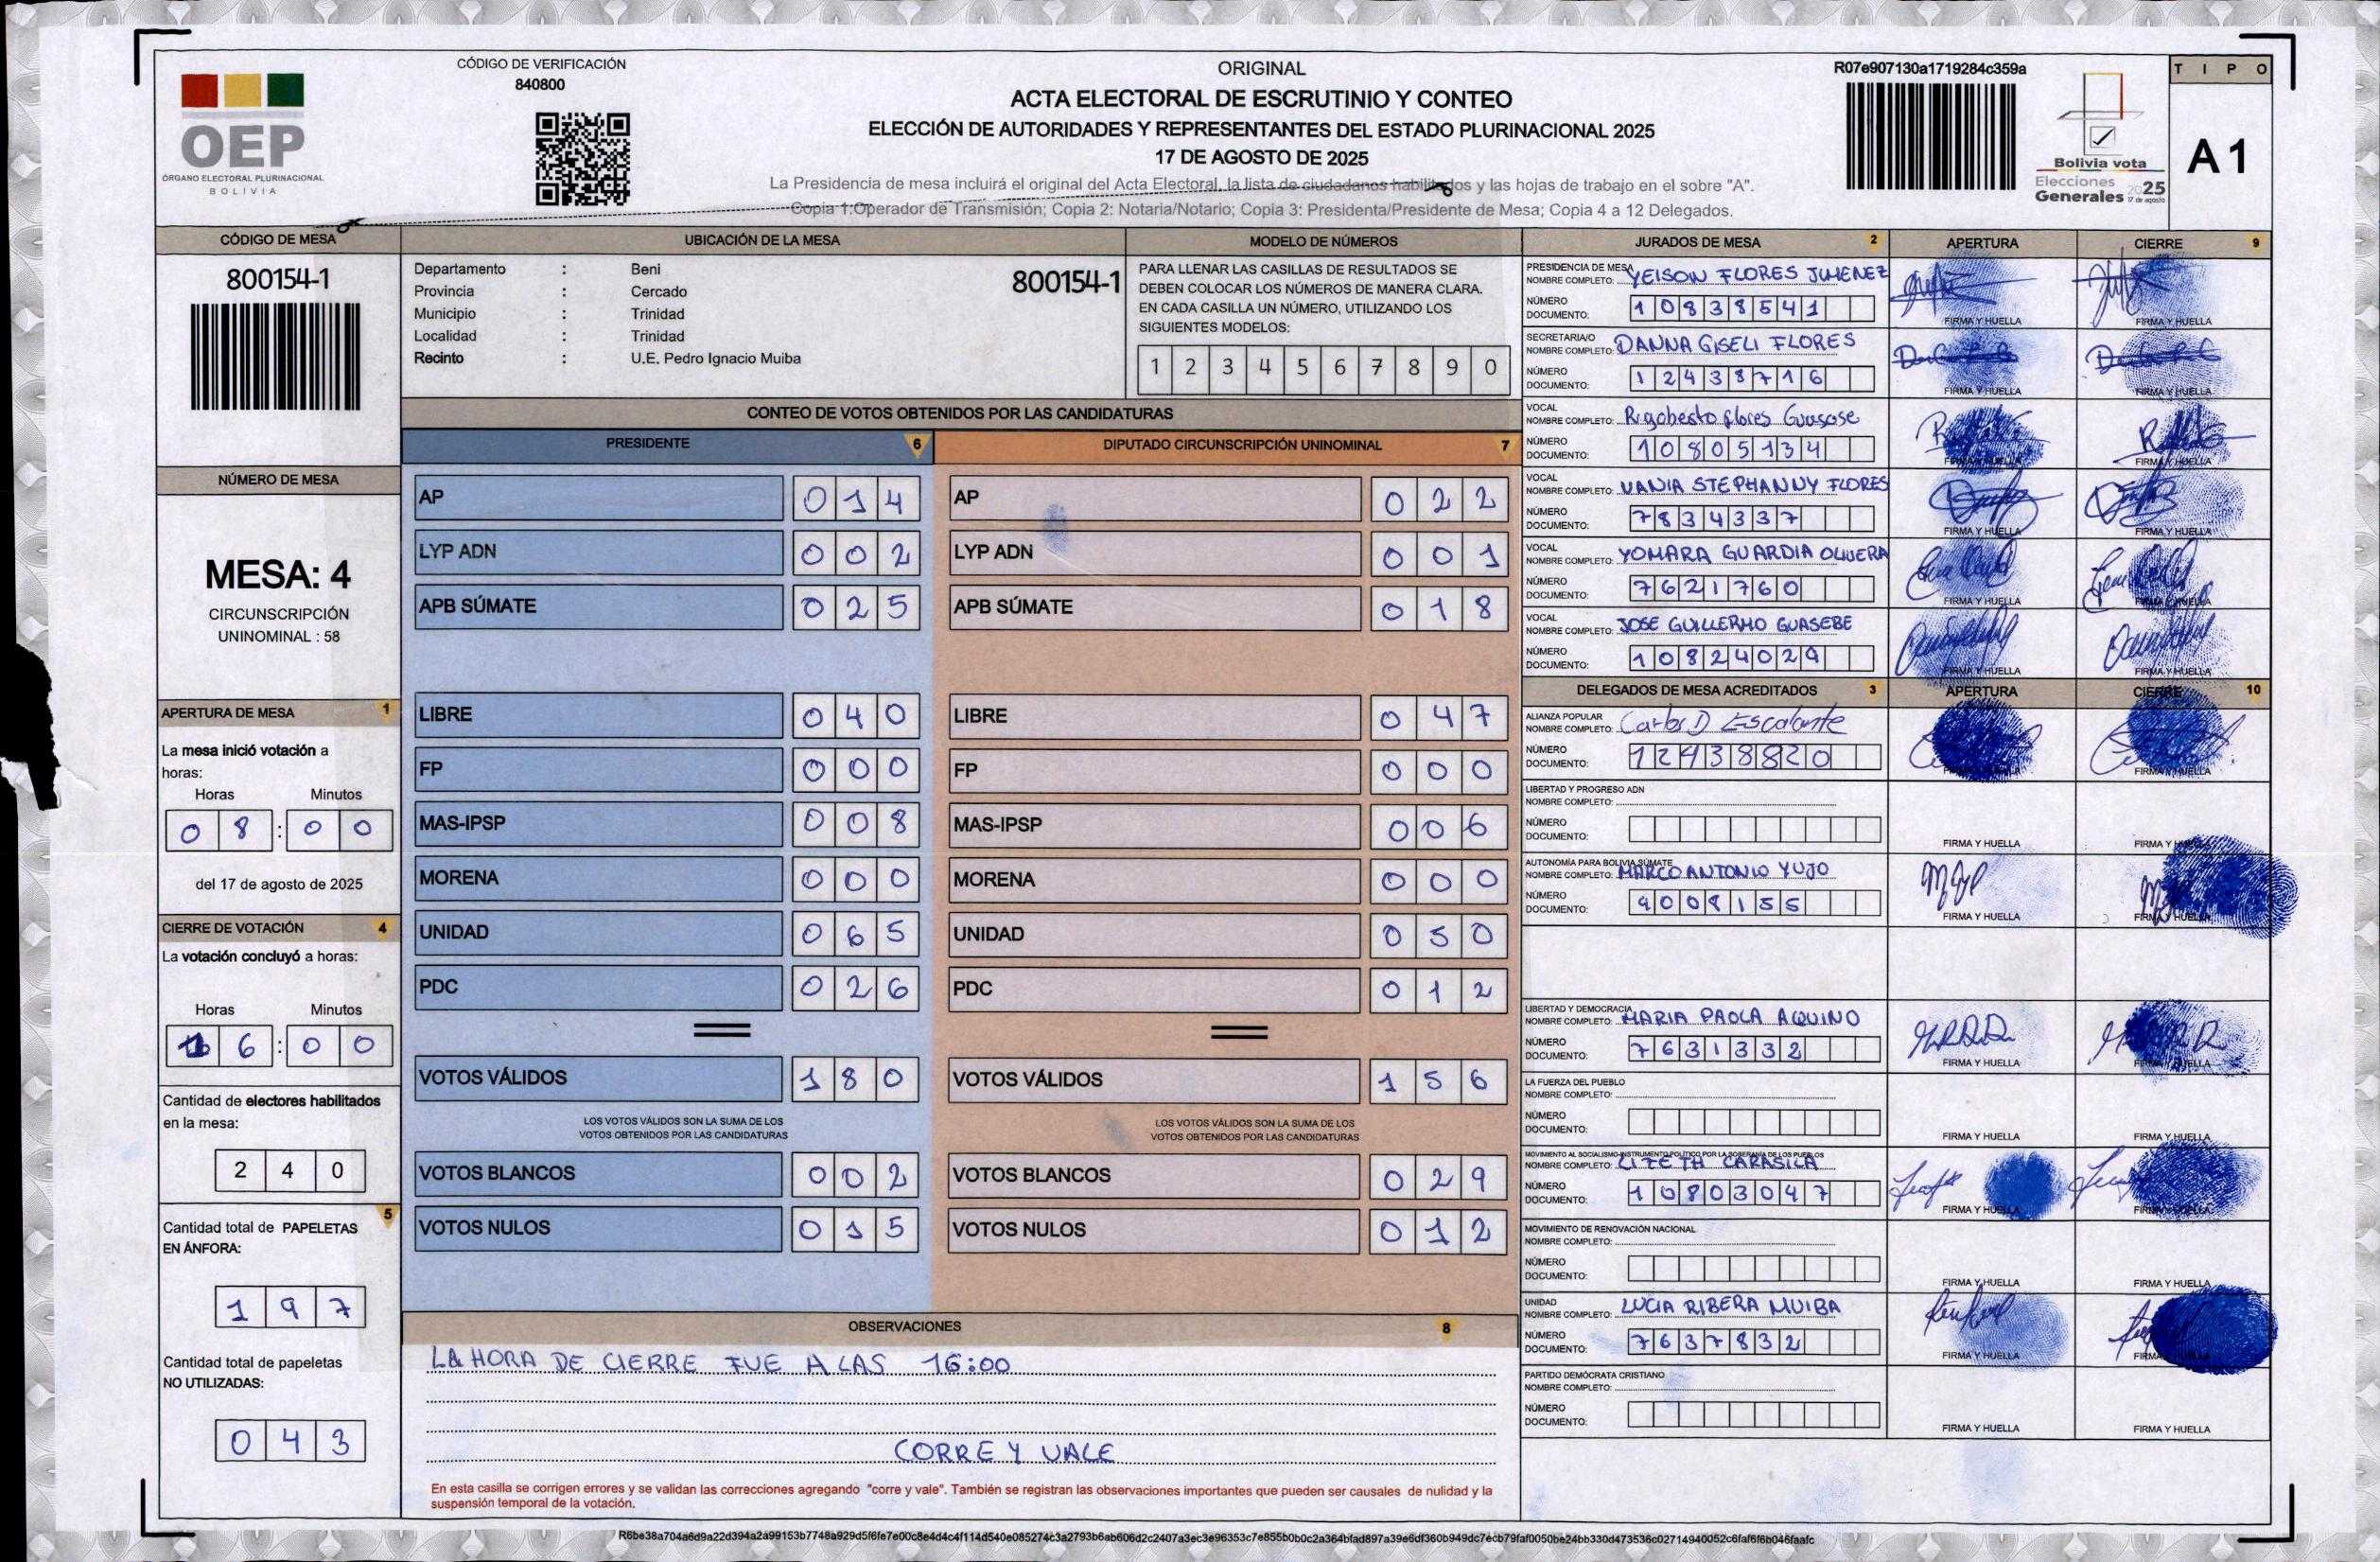 CÓDIGO DE VERIFICACIÓN
840800
OEP
ÓRGANO ELECTORAL PLURINACIONAL
BOLIVIA
ORIGINAL
ACTA ELECTORAL DE ESCRUTINIO Y CONTEO
ELECCIÓN DE AUTORIDADES Y REPRESENTANTES DEL ESTADO PLURINACIONAL 2025
17 DE AGOSTO DE 2025
La Presidencia de mesa incluirá el original del Acta Electoral, la lista de ciudadanos habilitados y las hojas de trabajo en el sobre "A".
Copia 1:Operador de Transmisión; Copia 2: Notaria/Notario; Copia 3: Presidenta/Presidente de Mesa; Copia 4 a 12 Delegados.
R07e907130a1719284c359a
Bolivia vota
Elecciones
Generales 2025
17 de agosto
TIPO
A1
CÓDIGO DE MESA
800154-1
NÚMERO DE MESA
MESA: 4
CIRCUNSCRIPCIÓN
UNINOMINAL : 58
APERTURA DE MESA 1
La mesa inició votación a
horas:
Horas Minutos
08:00
del 17 de agosto de 2025
CIERRE DE VOTACIÓN 4
La votación concluyó a horas:
Horas Minutos
16:00
Cantidad de electores habilitados
en la mesa:
240
5
Cantidad total de PAPELETAS
EN ÁNFORA:
197
Cantidad total de papeletas
NO UTILIZADAS:
043
UBICACIÓN DE LA MESA
Departamento : Beni
800154-1
Provincia : Cercado
Municipio : Trinidad
Localidad : Trinidad
Recinto : U.E. Pedro Ignacio Muiba
MODELO DE NÚMEROS
PARA LLENAR LAS CASILLAS DE RESULTADOS SE
DEBEN COLOCAR LOS NÚMEROS DE MANERA CLARA.
EN CADA CASILLA UN NÚMERO, UTILIZANDO LOS
SIGUIENTES MODELOS:
1 2 3 4 5 6 7 8 9 0
CONTEO DE VOTOS OBTENIDOS POR LAS CANDIDATURAS
PRESIDENTE 6
AP 014
LYP ADN 002
APB SÚMATE 025
LIBRE 040
FP 000
MAS-IPSP 008
MORENA 000
UNIDAD 065
PDC 026
VOTOS VÁLIDOS 180
LOS VOTOS VÁLIDOS SON LA SUMA DE LOS
VOTOS OBTENIDOS POR LAS CANDIDATURAS
VOTOS BLANCOS 002
VOTOS NULOS 015
DIPUTADO CIRCUNSCRIPCIÓN UNINOMINAL 7
AP 022
LYP ADN 001
APB SÚMATE 018
LIBRE 047
FP 000
MAS-IPSP 006
MORENA 000
UNIDAD 050
PDC 012
VOTOS VÁLIDOS 156
LOS VOTOS VÁLIDOS SON LA SUMA DE LOS
VOTOS OBTENIDOS POR LAS CANDIDATURAS
VOTOS BLANCOS 029
VOTOS NULOS 012
OBSERVACIONES 8
LA HORA DE CIERRE FUE A LAS 16:00
CORRE Y VALE
En esta casilla se corrigen errores y se validan las correcciones agregando "corre y vale". También se registran las observaciones importantes que pueden ser causales de nulidad y la
suspensión temporal de la votación.
JURADOS DE MESA 2 APERTURA CIERRE 9
PRESIDENCIA DE MESA
NOMBRE COMPLETO: YEISON FLORES JIMENEZ
NÚMERO
DOCUMENTO: 10838541
FIRMA Y HUELLA FIRMA Y HUELLA
SECRETARIA/O
NOMBRE COMPLETO: DANNA GISELI FLORES
NÚMERO
DOCUMENTO: 12438716
FIRMA Y HUELLA FIRMA Y HUELLA
VOCAL
NOMBRE COMPLETO: Rigoberto flores Guasase
NÚMERO
DOCUMENTO: 10805134
FIRMA Y HUELLA FIRMA Y HUELLA
VOCAL
NOMBRE COMPLETO: VANIA STEPHANNY FLORES
NÚMERO
DOCUMENTO: 7834337
FIRMA Y HUELLA FIRMA Y HUELLA
VOCAL
NOMBRE COMPLETO: YOMARA GUARDIA OLIVERA
NÚMERO
DOCUMENTO: 7621760
FIRMA Y HUELLA FIRMA Y HUELLA
VOCAL
NOMBRE COMPLETO: JOSE GUILLERMO GUASEBE
NÚMERO
DOCUMENTO: 10824029
FIRMA Y HUELLA FIRMA Y HUELLA
DELEGADOS DE MESA ACREDITADOS 3 APERTURA CIERRE 10
ALIANZA POPULAR
NOMBRE COMPLETO: Carlos D Escalante
NÚMERO
DOCUMENTO: 12438820
FIRMA Y HUELLA
LIBERTAD Y PROGRESO ADN
NOMBRE COMPLETO:
NÚMERO
DOCUMENTO:
FIRMA Y HUELLA FIRMA Y HUELLA
AUTONOMÍA PARA BOLIVIA SÚMATE
NOMBRE COMPLETO: MARCO ANTONIO YUJO
NÚMERO
DOCUMENTO: 9008155
FIRMA Y HUELLA FIRMA Y HUELLA
LIBERTAD Y DEMOCRACIA
NOMBRE COMPLETO: MARIA PAOLA AQUINO
NÚMERO
DOCUMENTO: 7631332
FIRMA Y HUELLA FIRMA Y HUELLA
LA FUERZA DEL PUEBLO
NOMBRE COMPLETO:
NÚMERO
DOCUMENTO:
FIRMA Y HUELLA FIRMA Y HUELLA
MOVIMIENTO AL SOCIALISMO-INSTRUMENTO POLÍTICO POR LA SOBERANÍA DE LOS PUEBLOS
NOMBRE COMPLETO: LIZETH CARASILA
NÚMERO
DOCUMENTO: 10803047
FIRMA Y HUELLA FIRMA Y HUELLA
MOVIMIENTO DE RENOVACIÓN NACIONAL
NOMBRE COMPLETO:
NÚMERO
DOCUMENTO:
FIRMA Y HUELLA FIRMA Y HUELLA
UNIDAD
NOMBRE COMPLETO: LUCIA RIBERA MUIBA
NÚMERO
DOCUMENTO: 7637832
FIRMA Y HUELLA FIRMA
PARTIDO DEMÓCRATA CRISTIANO
NOMBRE COMPLETO:
NÚMERO
DOCUMENTO:
FIRMA Y HUELLA FIRMA Y HUELLA